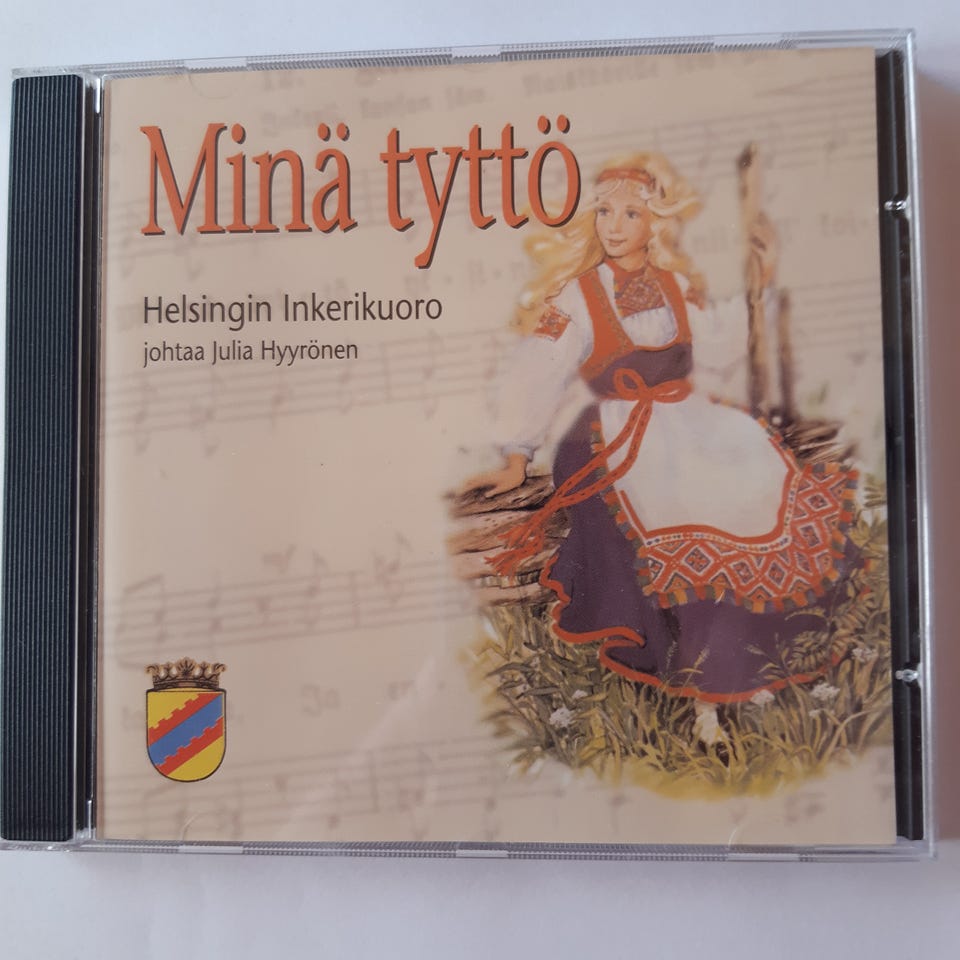 Minä tyttö
Helsingin Inkerikuoro
johtaa Julia Hyyrönen